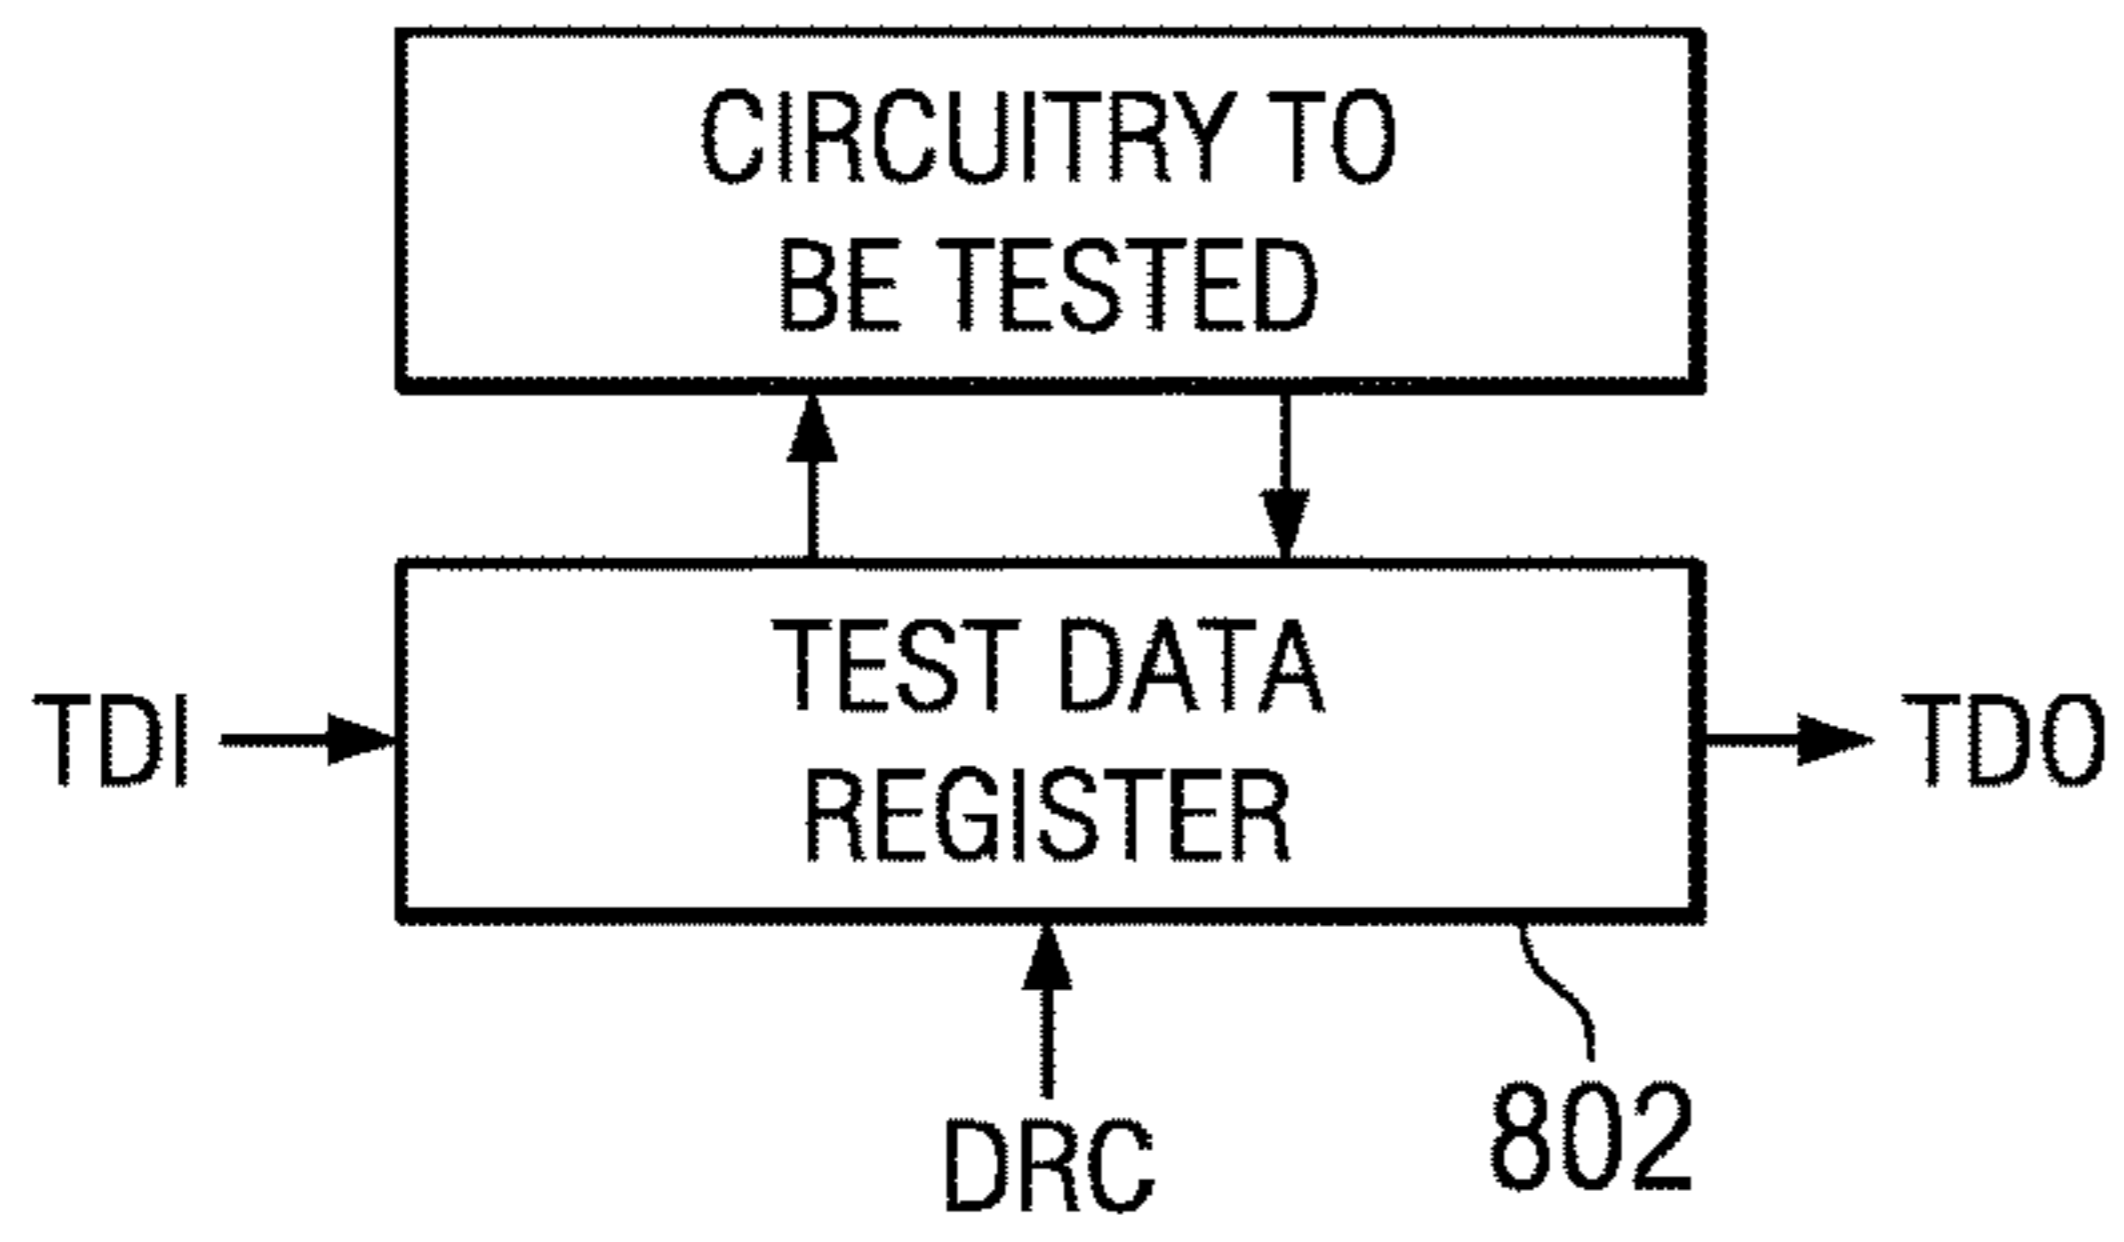 CIRCUITRY TO
BE TESTED
TEST DATA
REGISTER
TDI
TDO
DRC
802